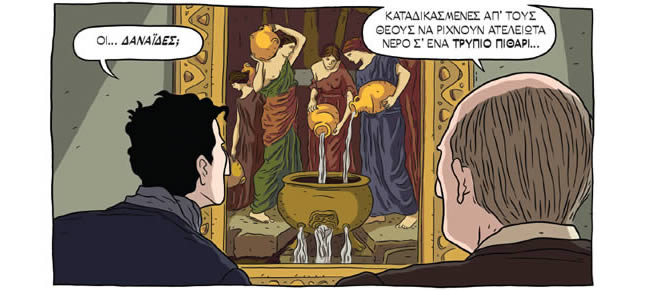 ΟΙ... ΔΑΝΑΪΔΕΣ;
ΚΑΤΑΔΙΚΑΣΜΕΝΕΣ ΑΠ' ΤΟΥΣ
ΘΕΟΥΣ ΝΑ ΡΙΧΝΟΥΝ ΑΤΕΛΕΙΩΤΑ
ΝΕΡΟ Σ' ΕΝΑ ΤΡΥΠΙΟ ΠΙΘΑΡΙ...